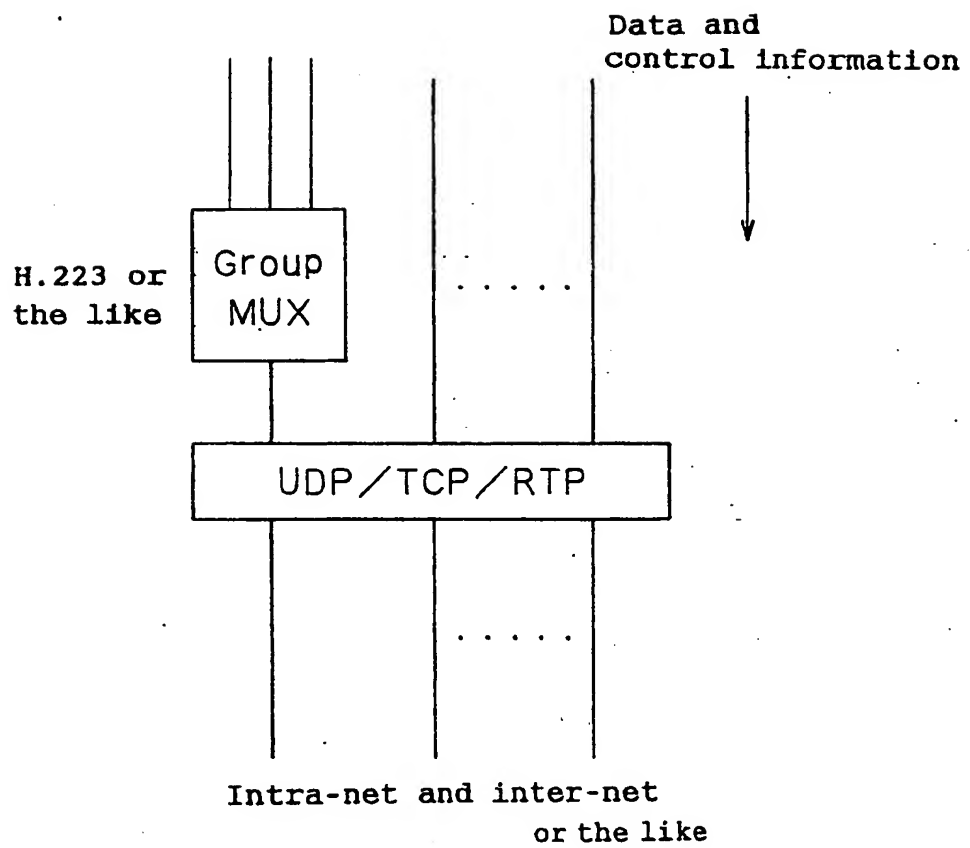 Data and
control information
Group
MUX
H.223 or
the like
. . . . .
UDP/TCP/RTP
. . . . .
Intra-net and inter-net
or the like